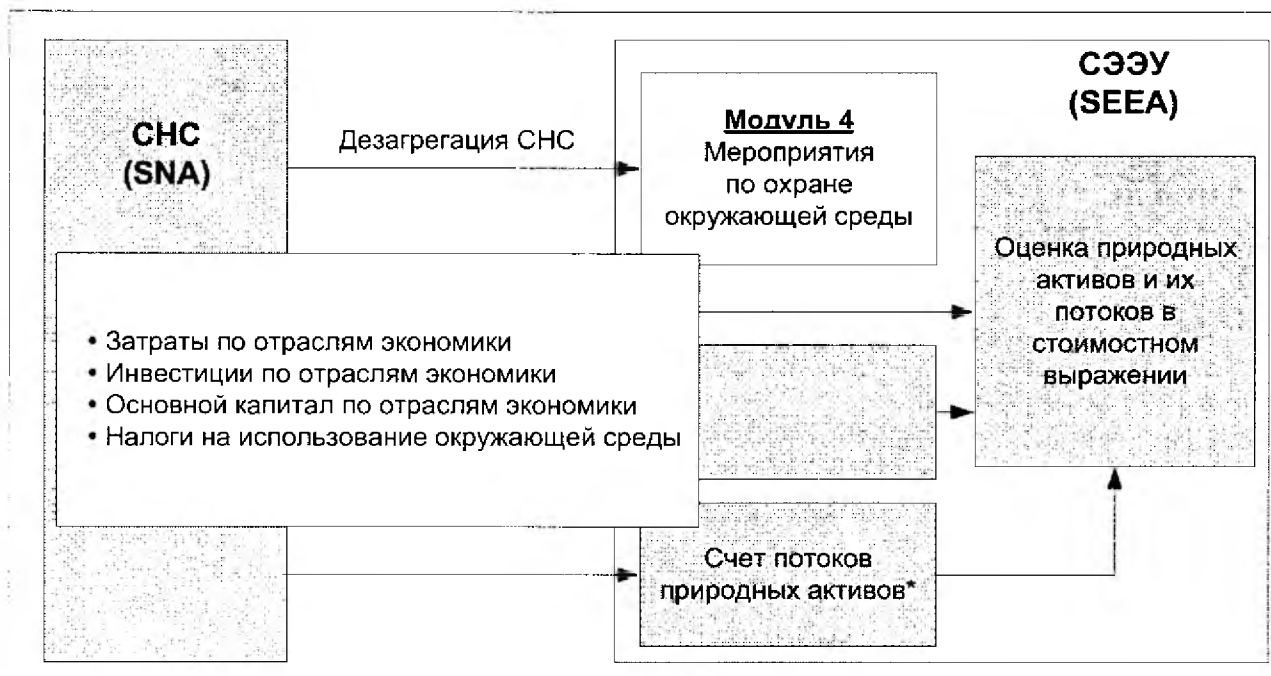 СНС
(SNA)
Дезагрегация СНС
СЭЭУ
(SEEA)
Модуль 4
Мероприятия
по охране
окружающей среды
Оценка природных
активов и их
потоков в
стоимостном
выражении
• Затраты по отраслям экономики
• Инвестиции по отраслям экономики
• Основной капитал по отраслям экономики
• Налоги на использование окружающей среды
Счет потоков
природных активов*